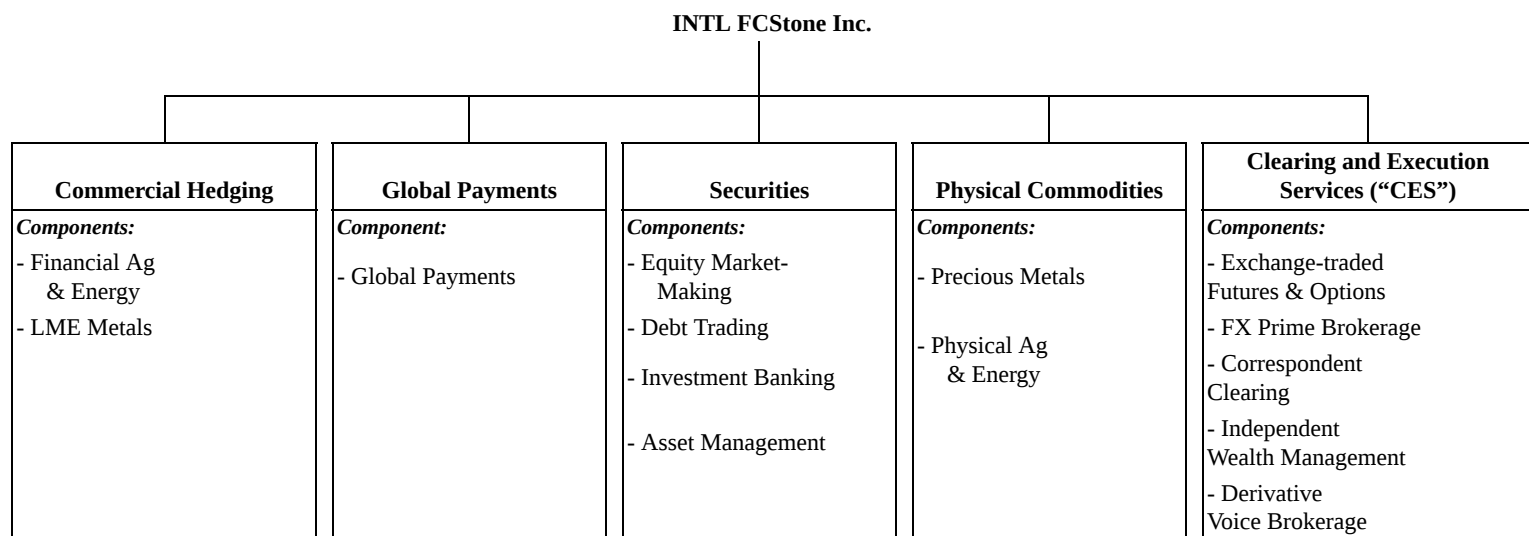 INTL FCStone Inc.
Commercial Hedging
Components:
- Financial Ag
& Energy
- LME Metals
Global Payments
Component:
- Global Payments
Securities
Components:
- Equity Market-
Making
- Debt Trading
- Investment Banking
- Asset Management
Physical Commodities
Components:
- Precious Metals
- Physical Ag
& Energy
Clearing and Execution
Services (“CES”)
Components:
- Exchange-traded
Futures & Options
- FX Prime Brokerage
- Correspondent
Clearing
- Independent
Wealth Management
- Derivative
Voice Brokerage